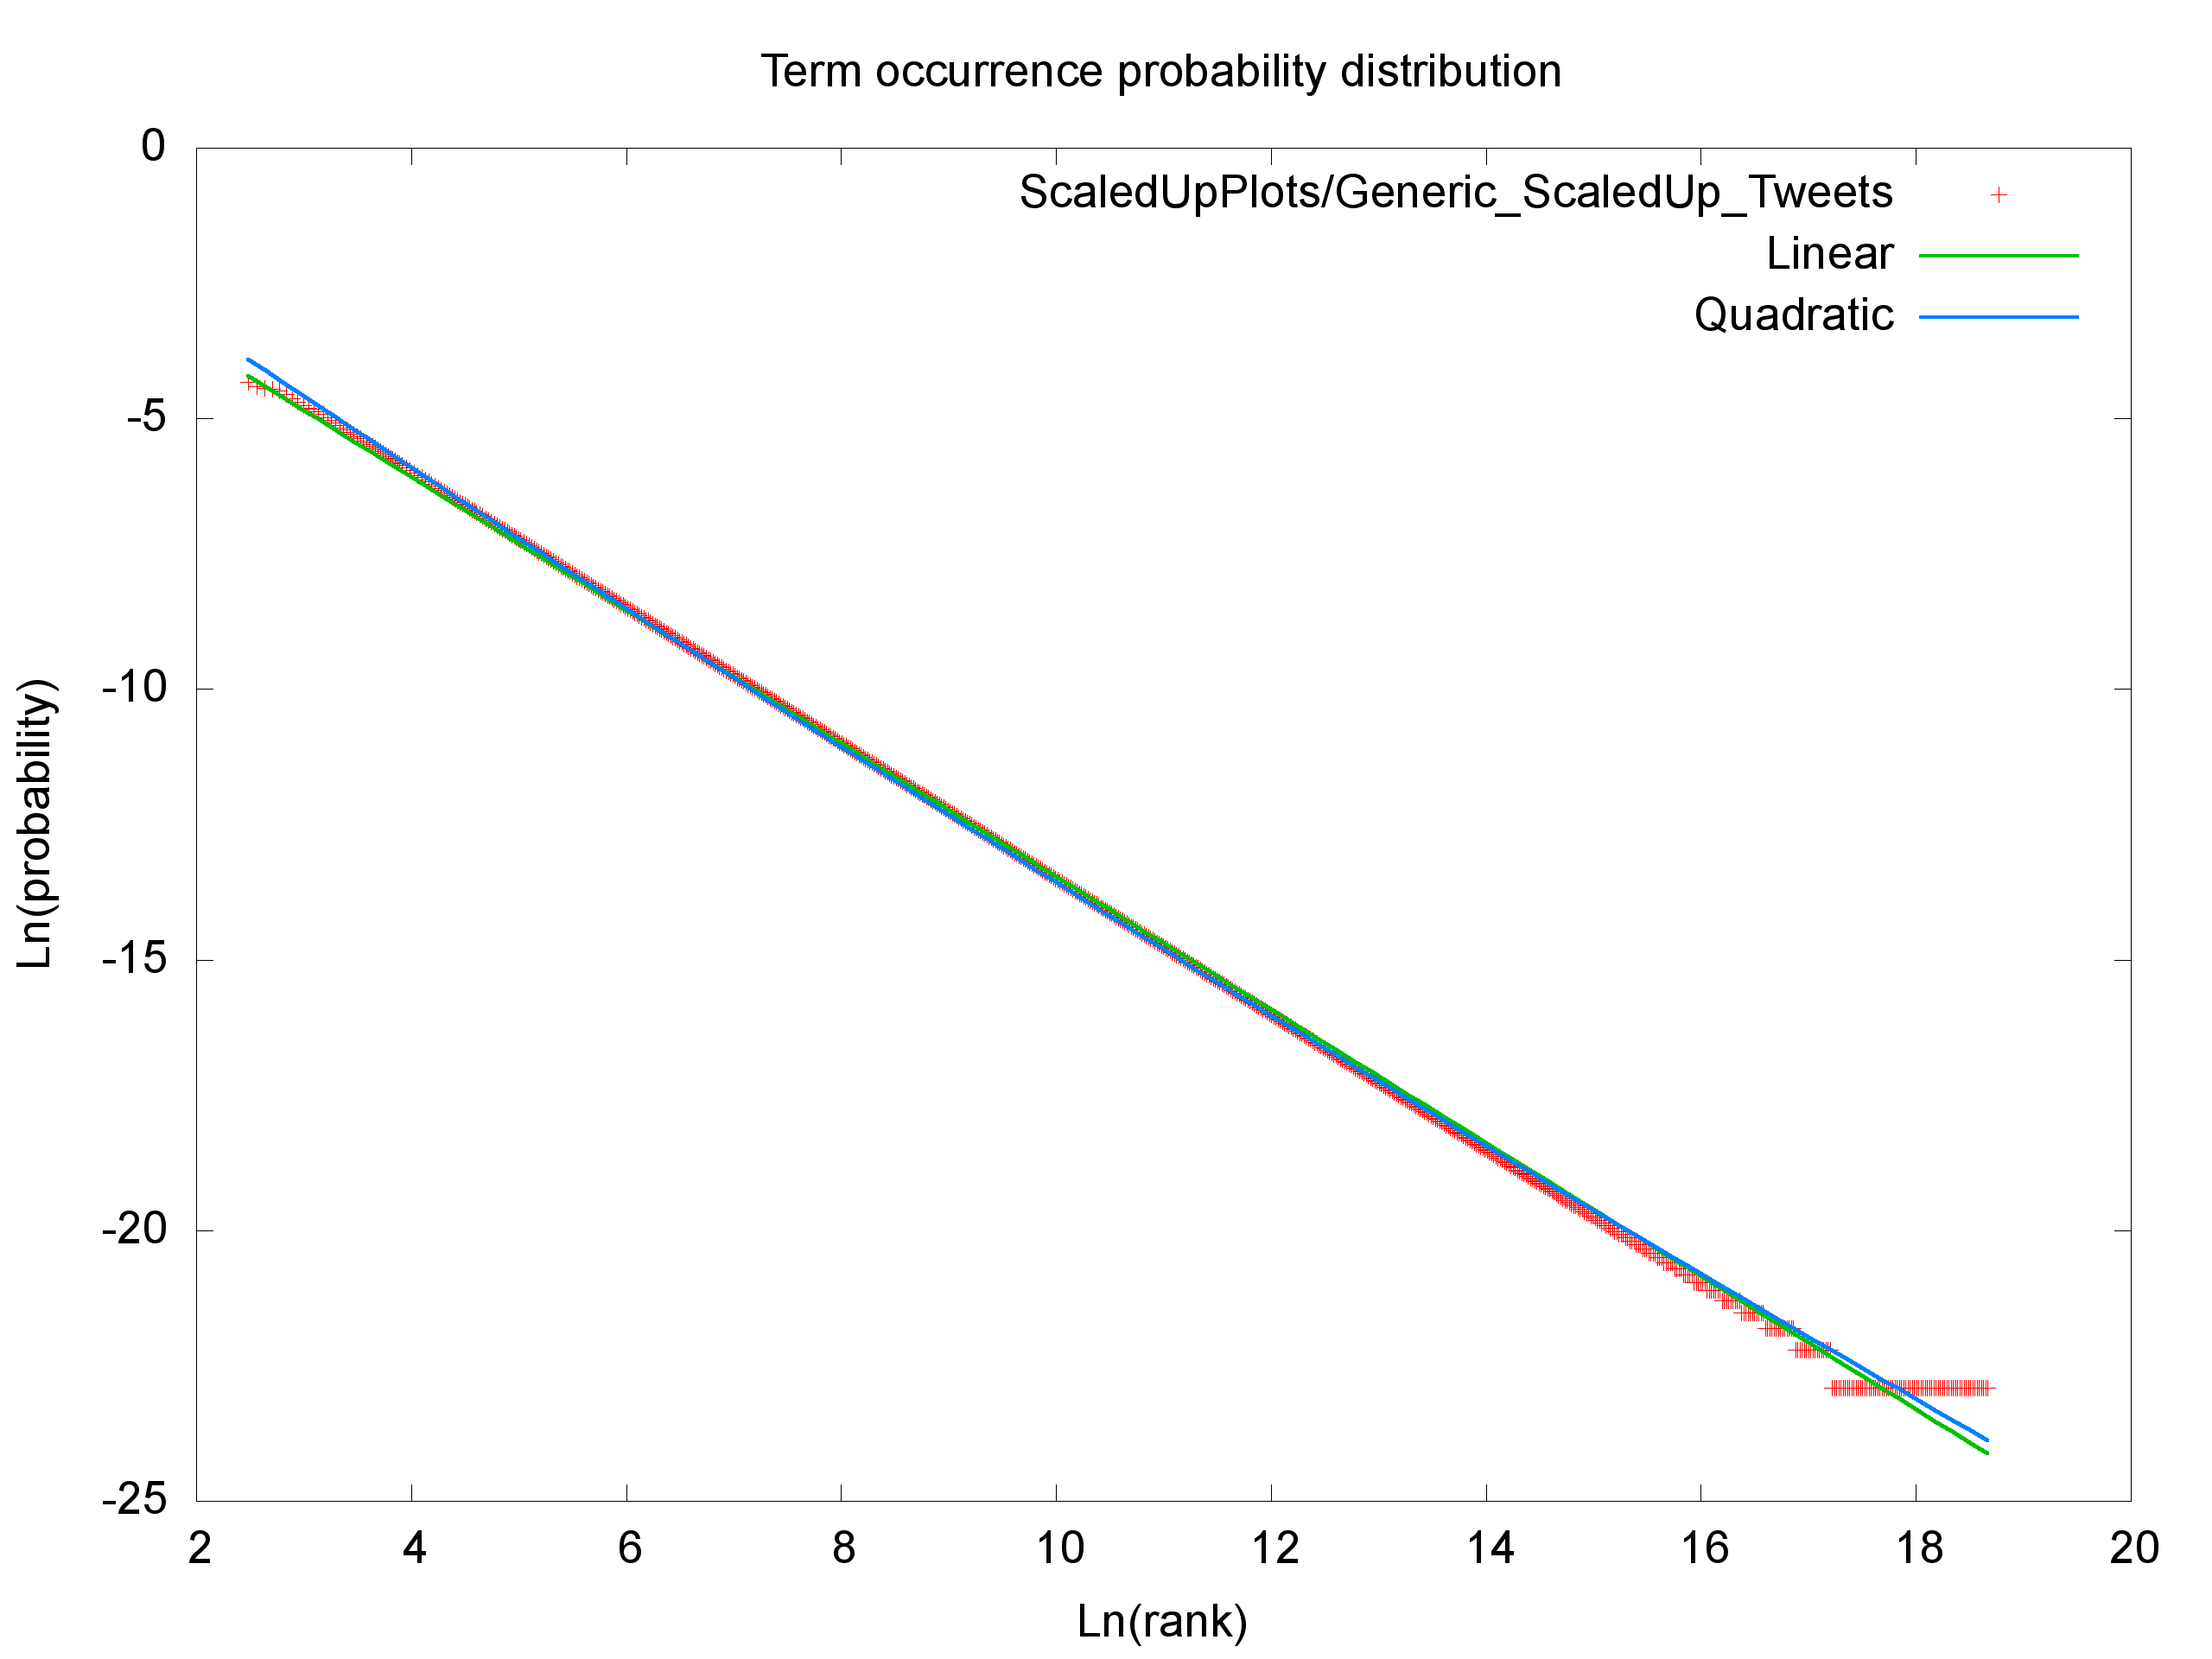 Term occurrence probability distribution
ScaledUpPlots/Generic_ScaledUp_Tweets
Linear
Quadratic
0
-5
-10
-15
-20
-25
Ln(probability)
2 4 6 8 10 12 14 16 18 20
Ln(rank)